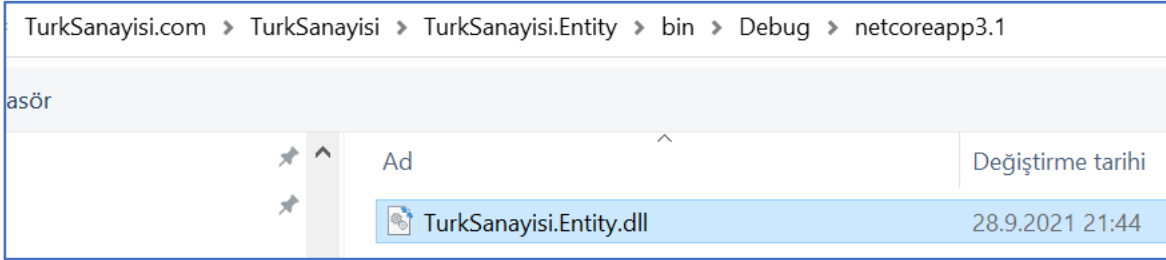 TurkSanayisi.com > TurkSanayisi > TurkSanayisi.Entity > bin > Debug > netcoreapp3.1
asör
Ad Değiştirme tarihi
TurkSanayisi.Entity.dll 28.9.2021 21:44